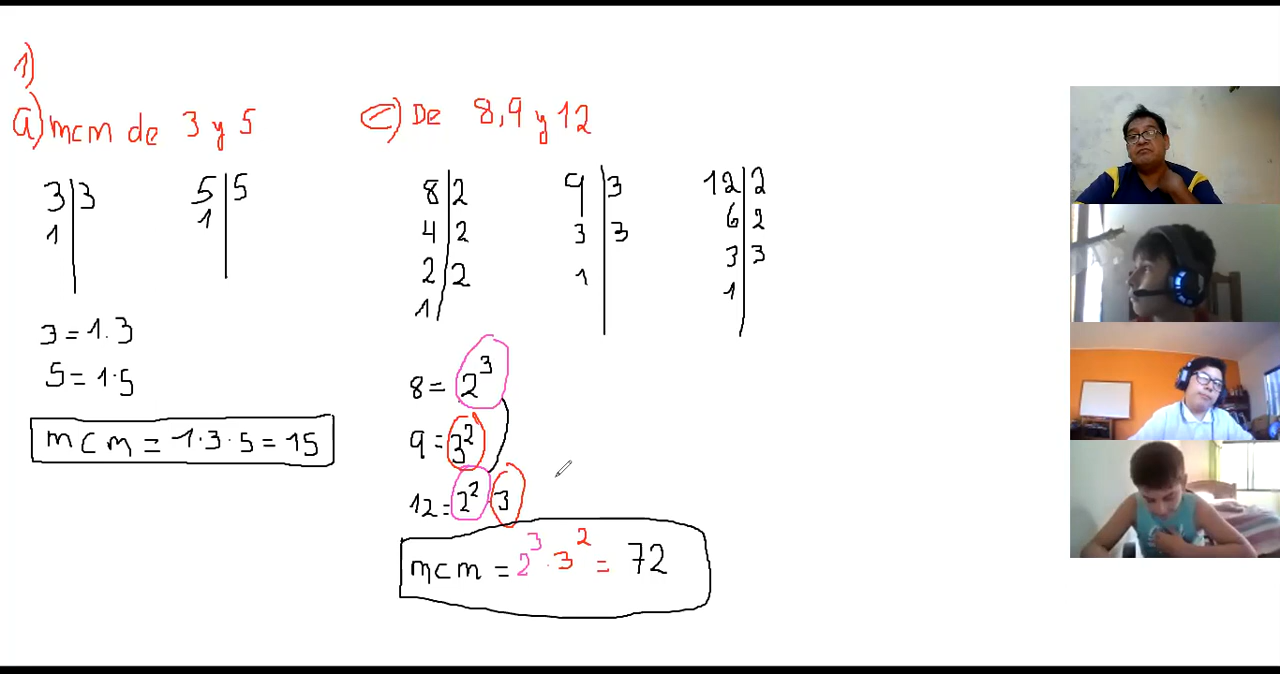 1)
a) mcm de 3 y 5
3 | 3
1
5 | 5
1
3 = 1.3
5 = 1.5
mcm = 1.3.5 = 15
c) De 8, 9 y 12
8 | 2
4 | 2
2 | 2
1
9 | 3
3 | 3
1
12 | 2
6 | 2
3 | 3
1
8 = 2³
9 = 3²
12 = 2² 3
mcm = 2³.3² = 72